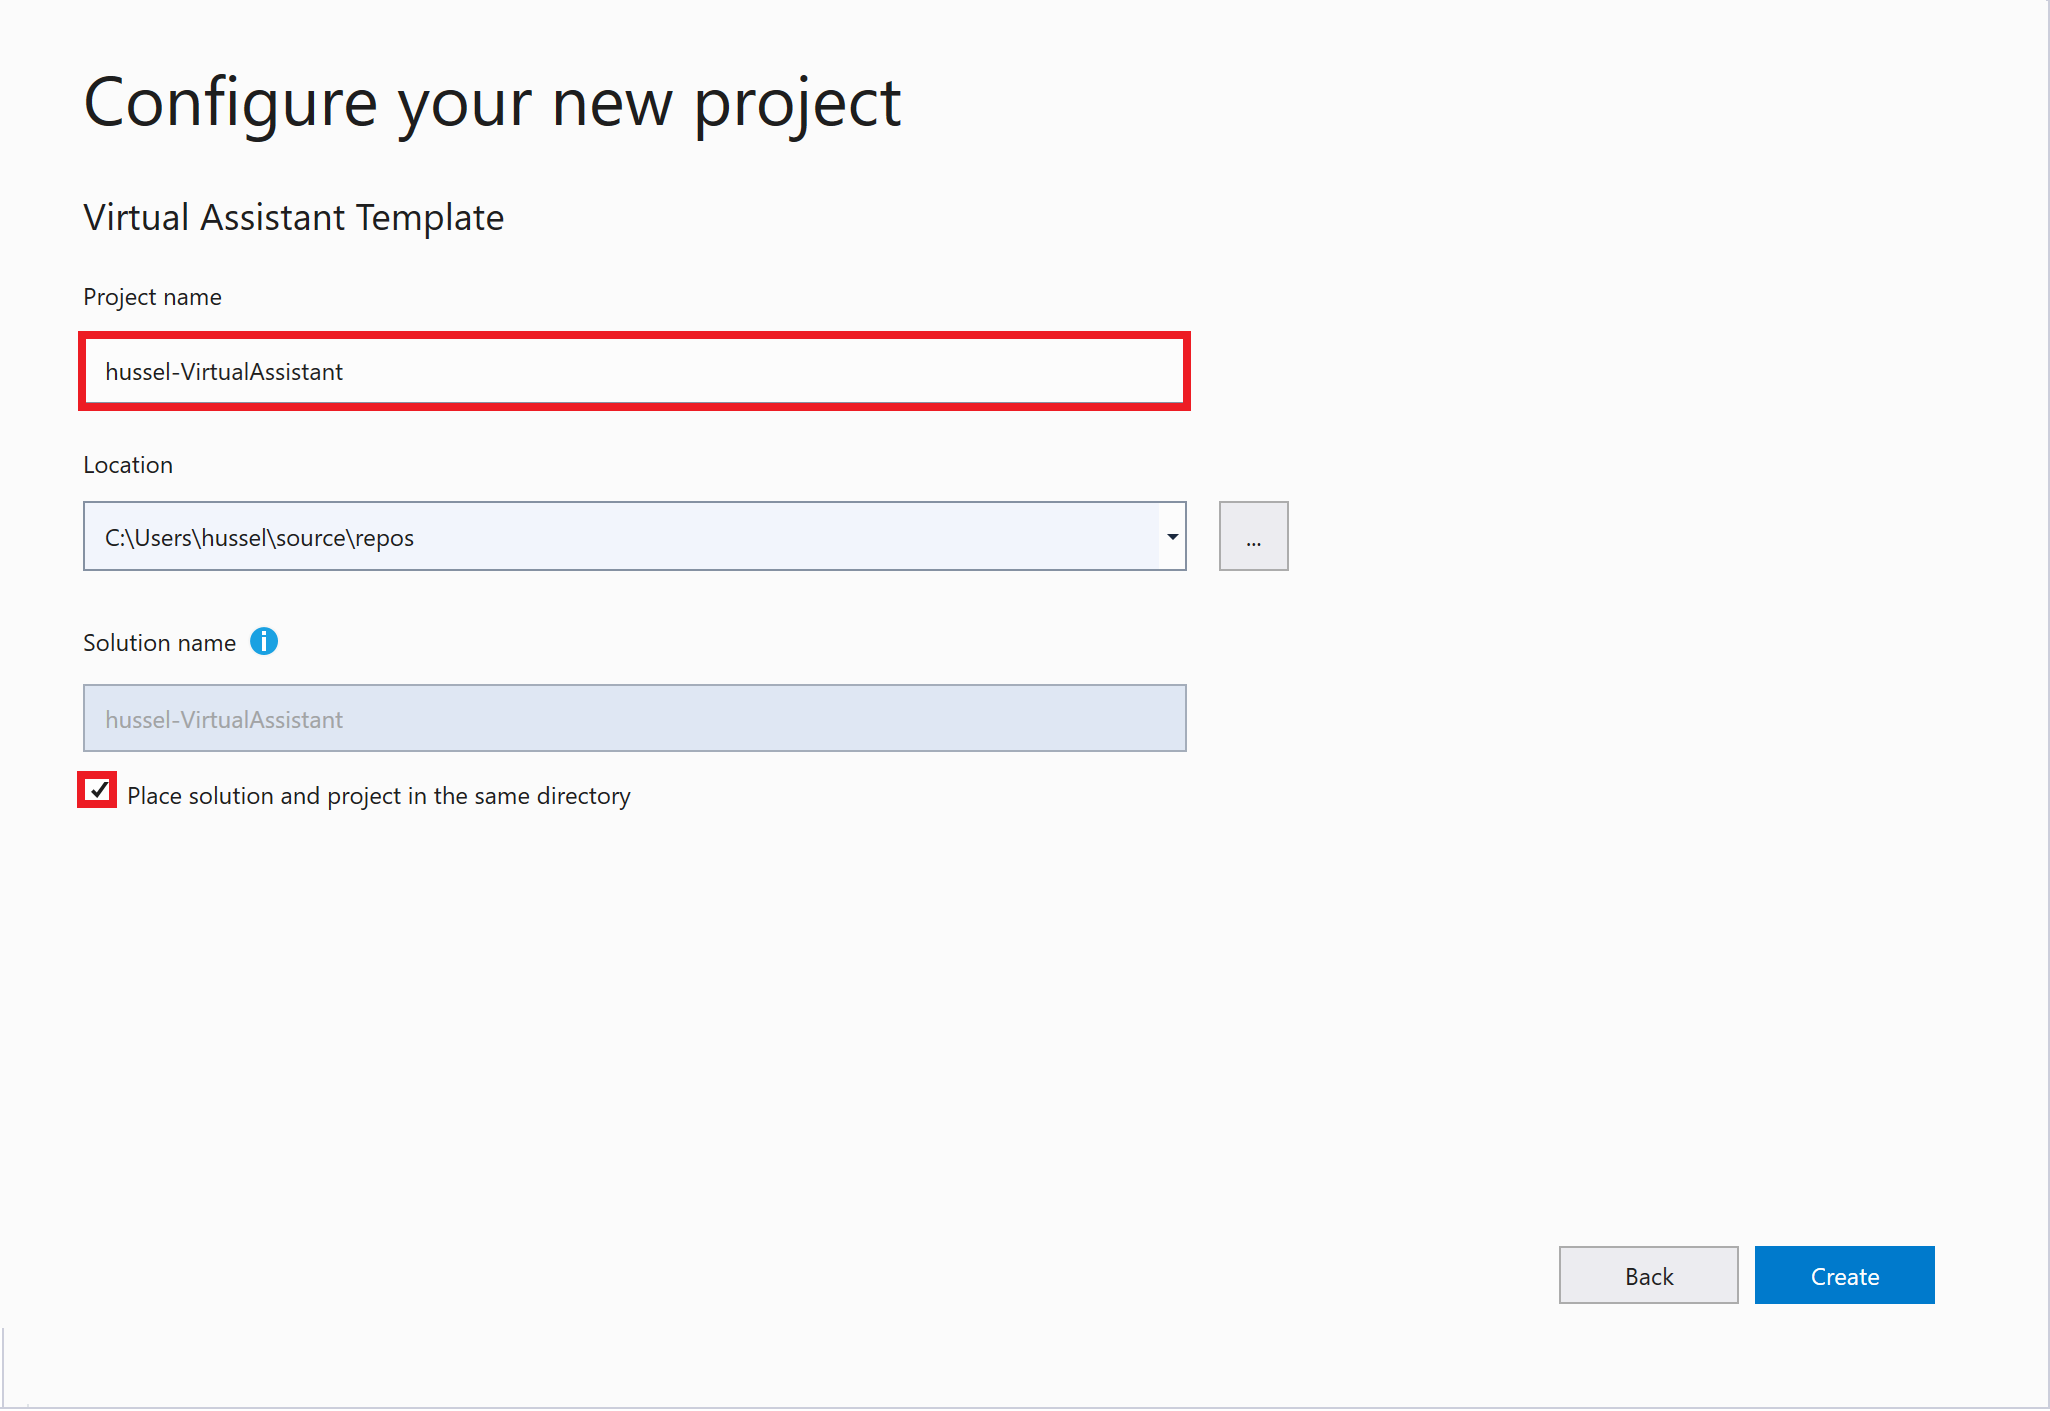 Configure your new project
Virtual Assistant Template
Project name
hussel-VirtualAssistant
Location
C:\Users\hussel\source\repos
...
Solution name
hussel-VirtualAssistant
Place solution and project in the same directory
Back
Create